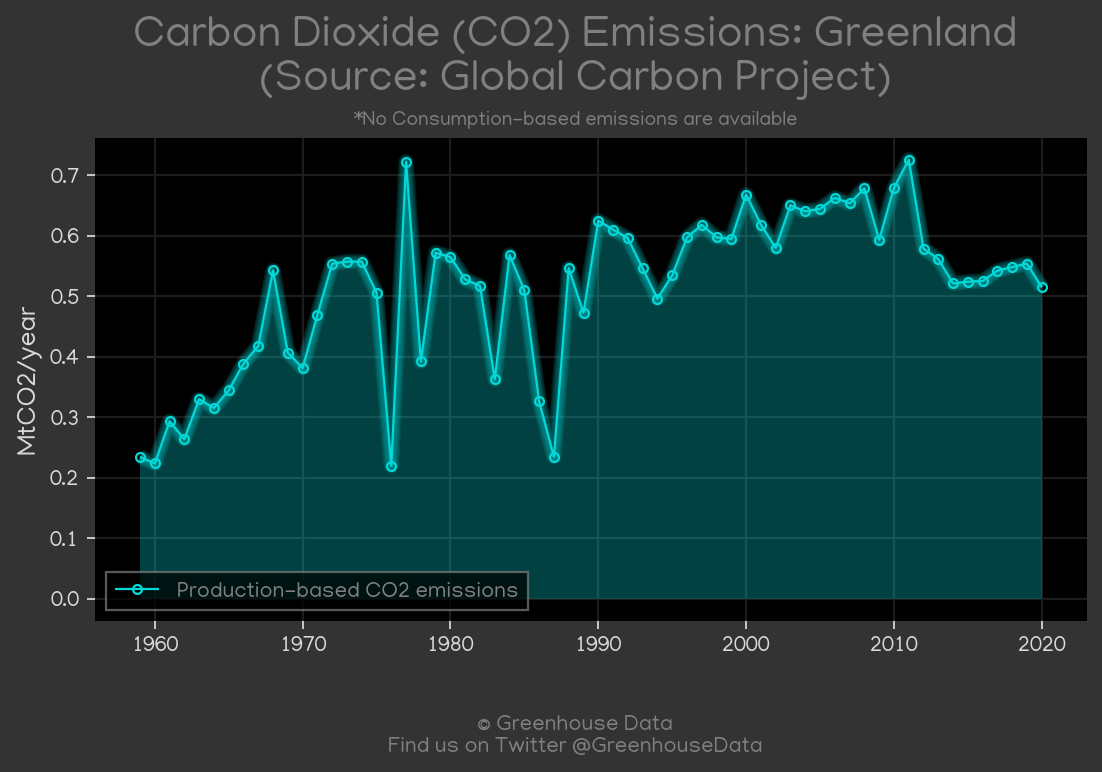 Carbon Dioxide (CO2) Emissions: Greenland
(Source: Global Carbon Project)
*No Consumption-based emissions are available
MtCO2/year
0.7
0.6
0.5
0.4
0.3
0.2
0.1
0.0
Production-based CO2 emissions
1960 1970 1980 1990 2000 2010 2020
© Greenhouse Data
Find us on Twitter @GreenhouseData